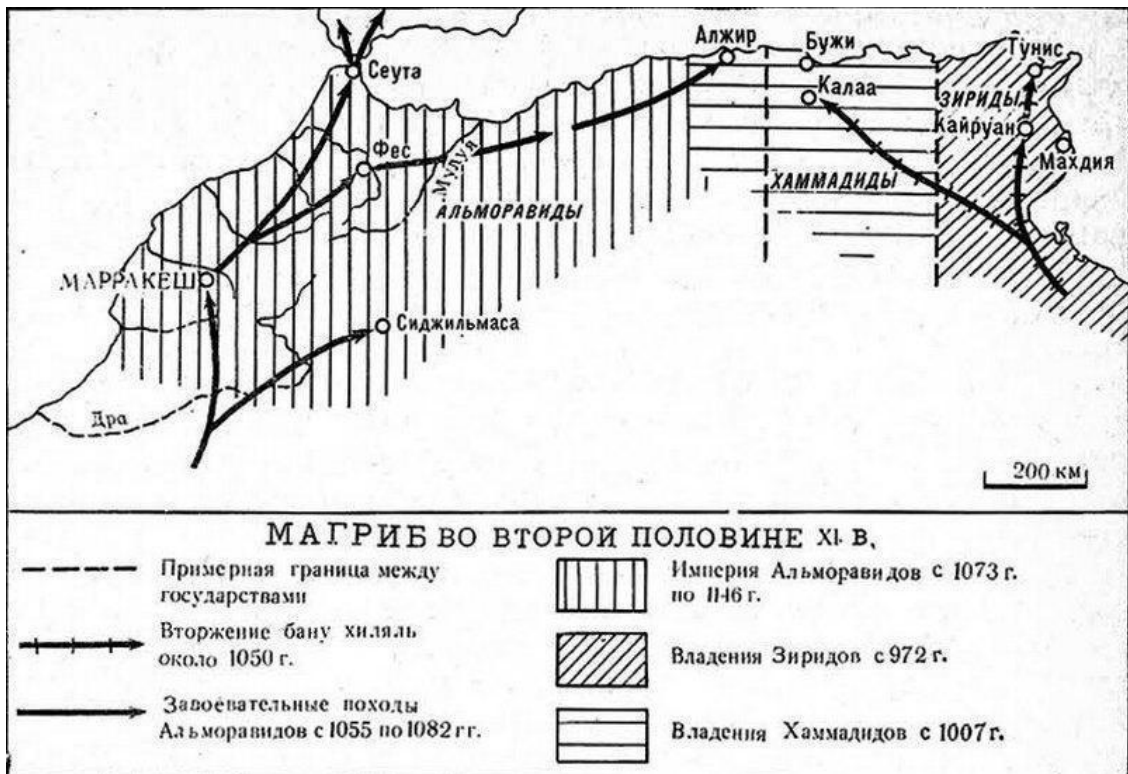 Сеута
Алжир
Бужи
Тунис
Калаа
ЗИРИДЫ
Кайруан
Махдия
Фес
Мулуя
АЛЬМОРАВИДЫ
ХАММАДИДЫ
МАРРАКЕШ
Сиджильмаса
Дра
200 км
МАГРИБ ВО ВТОРОЙ ПОЛОВИНЕ XI В.
Примерная граница между
государствами
Вторжение бану хиляль
около 1050 г.
Завоевательные походы
Альморавидов с 1055 по 1082 гг.
Империя Альморавидов с 1073 г.
по 1146 г.
Владения Зиридов с 972 г.
Владения Хаммадидов с 1007 г.